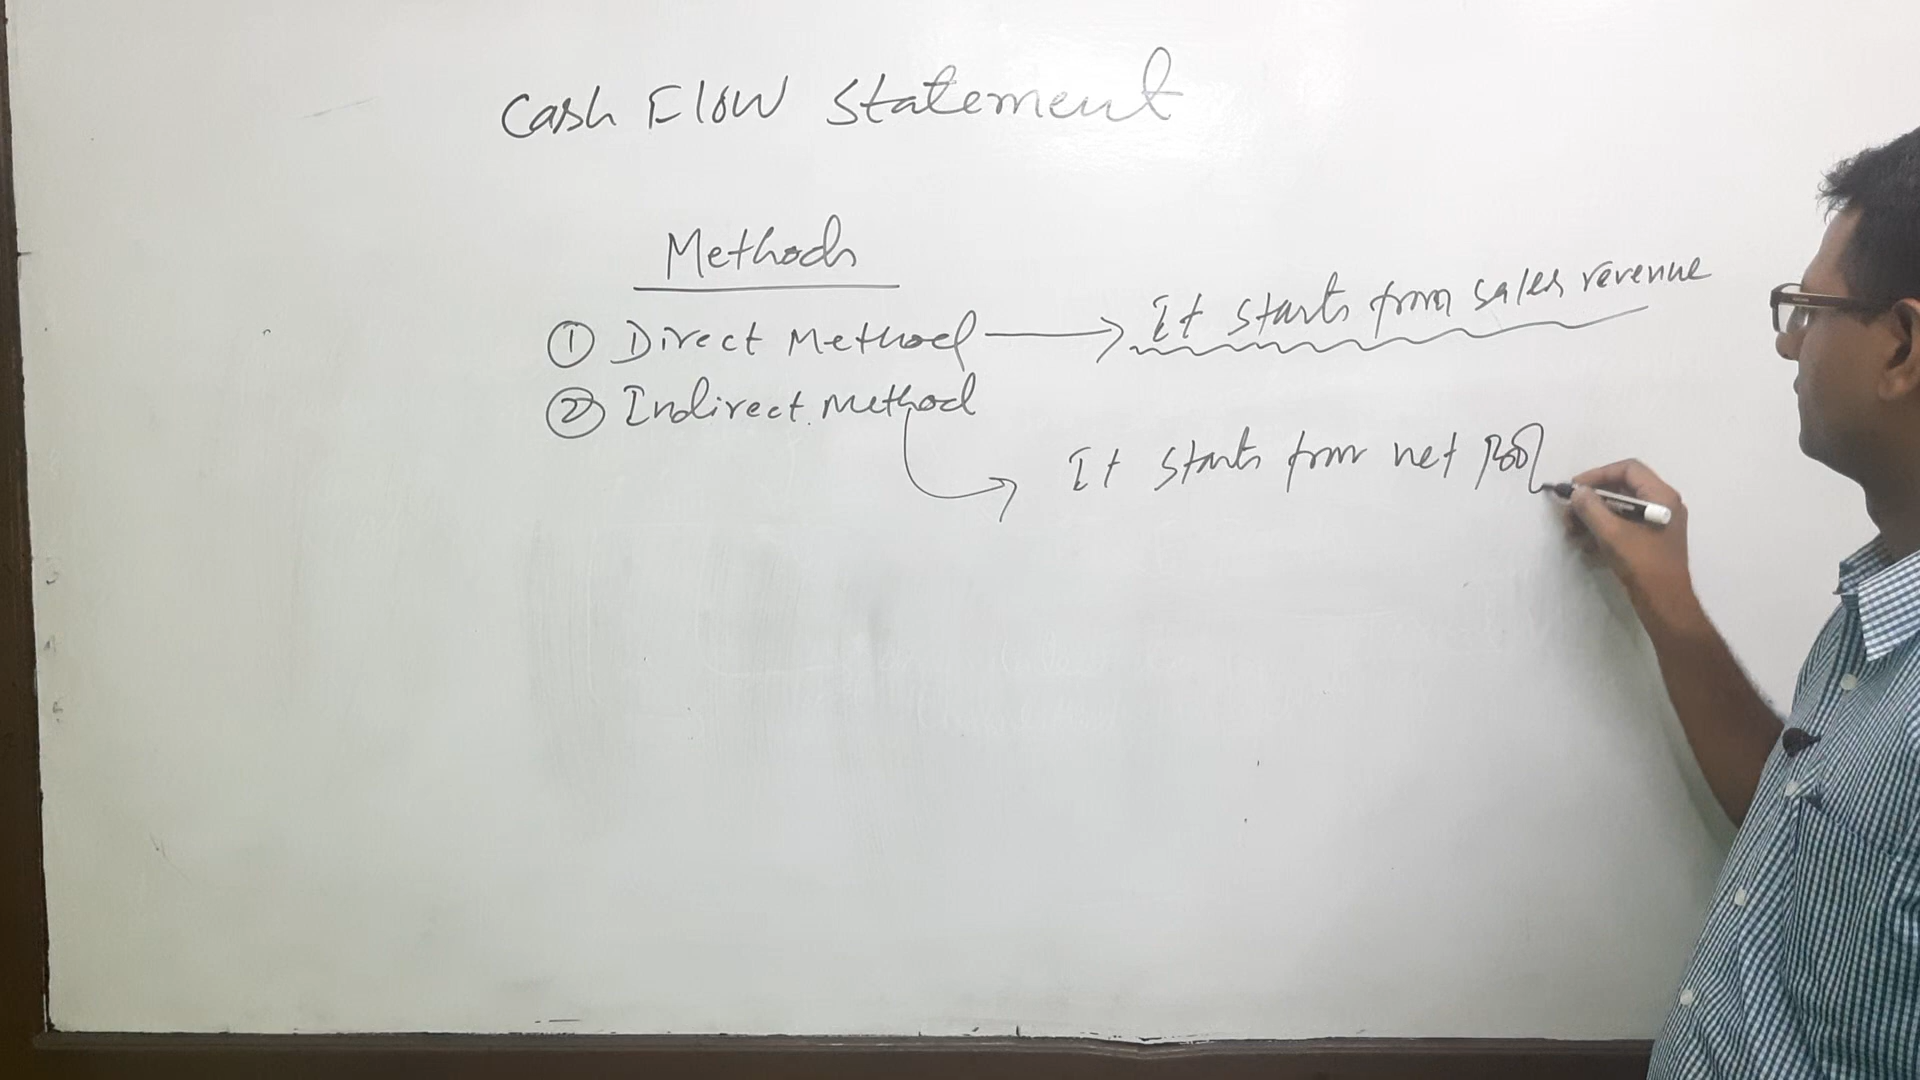 Cash Flow Statement
Methods
① Direct Method → It starts from sales revenue
② Indirect Method
It starts from net prof